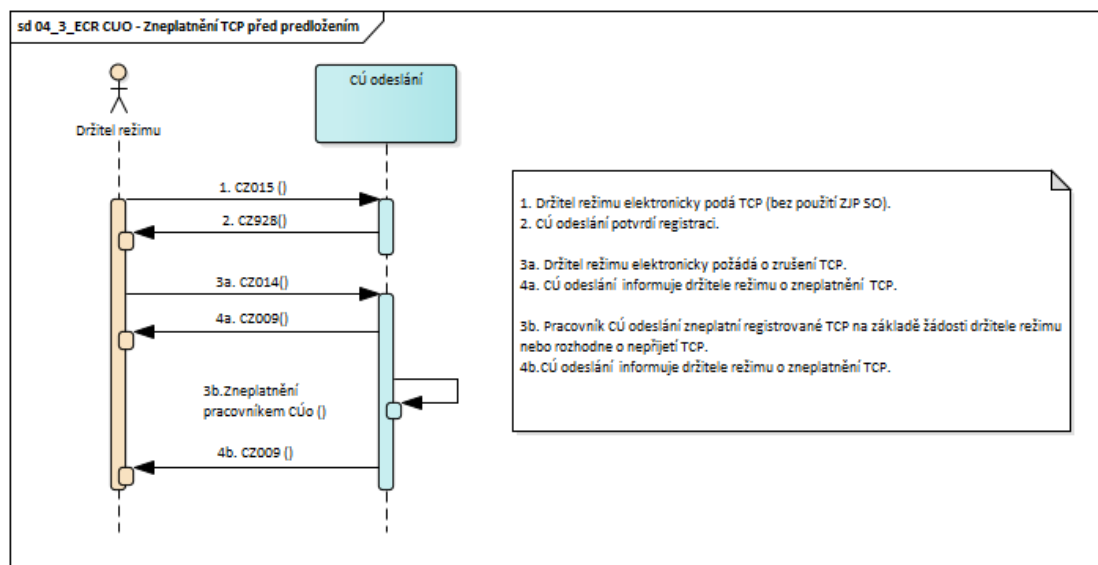 sd 04_3_ECR CUO - Zneplatnění TCP před predložením
CÚ odeslání
Držitel režimu
1. CZ015 ()
2. CZ928()
3a. CZ014()
4a. CZ009()
3b.Zneplatnění
pracovníkem CÚo ()
4b. CZ009 ()
1. Držitel režimu elektronicky podá TCP (bez použití ZJP SO).
2. CÚ odeslání potvrdí registraci.
3a. Držitel režimu elektronicky požádá o zrušení TCP.
4a. CÚ odeslání informuje držitele režimu o zneplatnění TCP.
3b. Pracovník CÚ odeslání zneplatní registrované TCP na základě žádosti držitele režimu
nebo rozhodne o nepřijetí TCP.
4b.CÚ odeslání informuje držitele režimu o zneplatnění TCP.